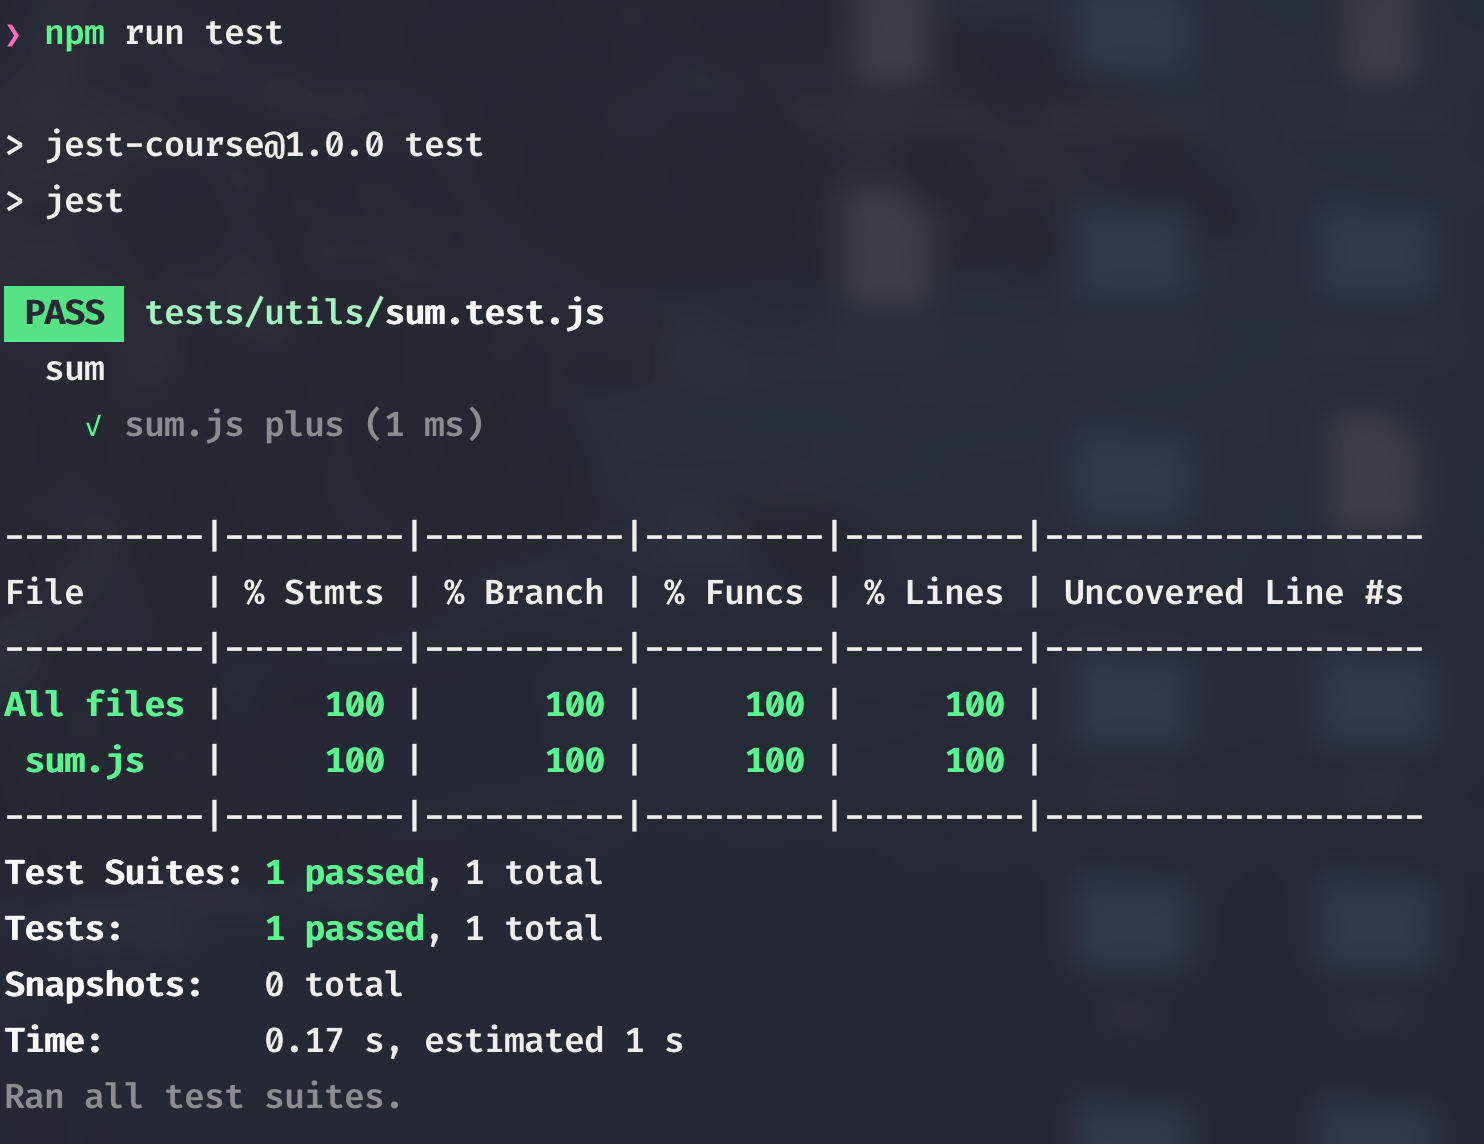 ❯ npm run test
> jest-course@1.0.0 test
> jest
PASS tests/utils/sum.test.js
sum
√ sum.js plus (1 ms)
----------|---------|----------|---------|---------|-------------------
File      | % Stmts | % Branch | % Funcs | % Lines | Uncovered Line #s
----------|---------|----------|---------|---------|-------------------
All files |     100 |      100 |     100 |     100 |
 sum.js   |     100 |      100 |     100 |     100 |
----------|---------|----------|---------|---------|-------------------
Test Suites: 1 passed, 1 total
Tests:       1 passed, 1 total
Snapshots:   0 total
Time:        0.17 s, estimated 1 s
Ran all test suites.